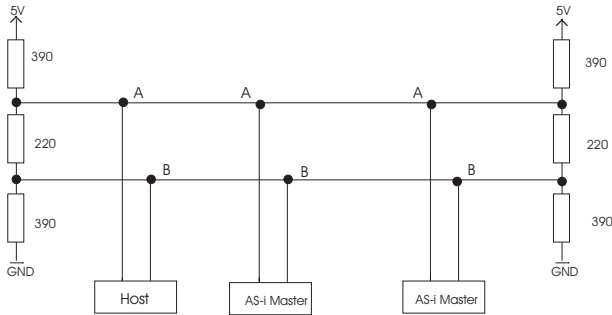 5V 5V
390 390
A A A
220 220
B B B
390 390
GND GND
Host AS-i Master AS-i Master